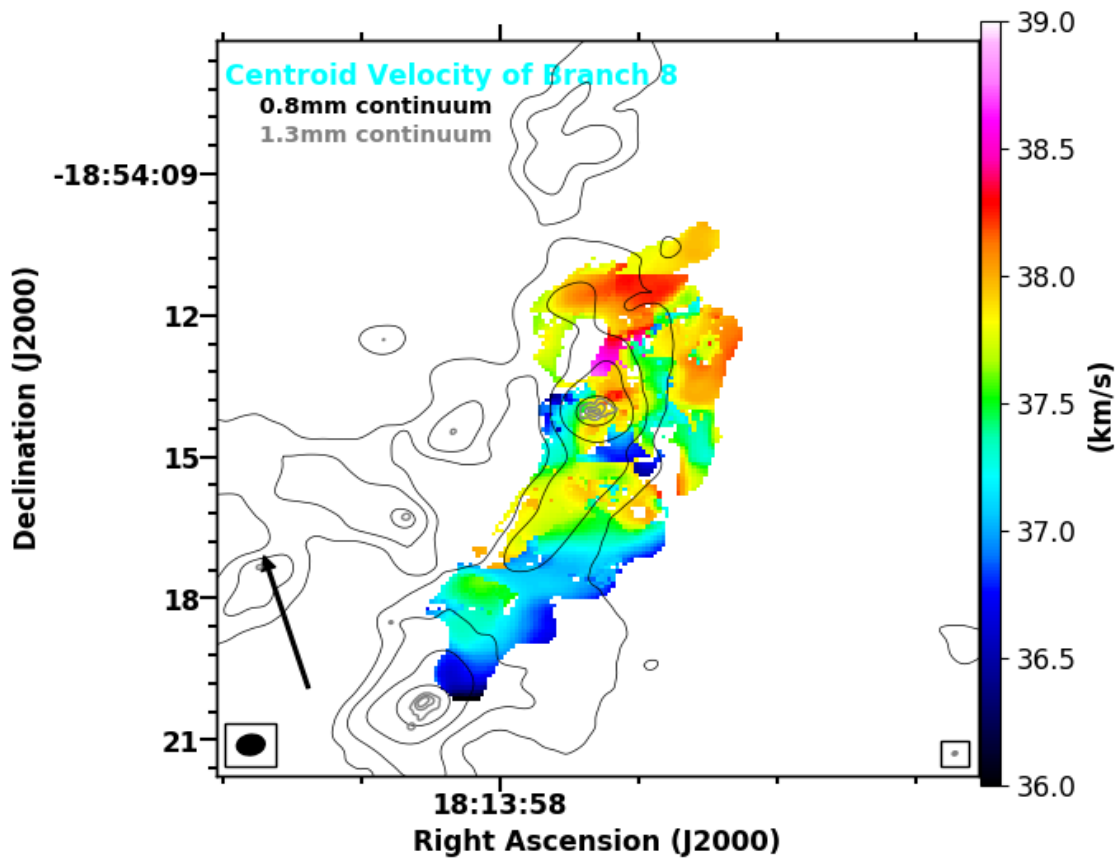 Centroid Velocity of Branch 8
0.8mm continuum
1.3mm continuum
-18:54:09
12
15
18
21
Declination (J2000)
18:13:58
Right Ascension (J2000)
39.0
38.5
38.0
37.5
37.0
36.5
36.0
(km/s)